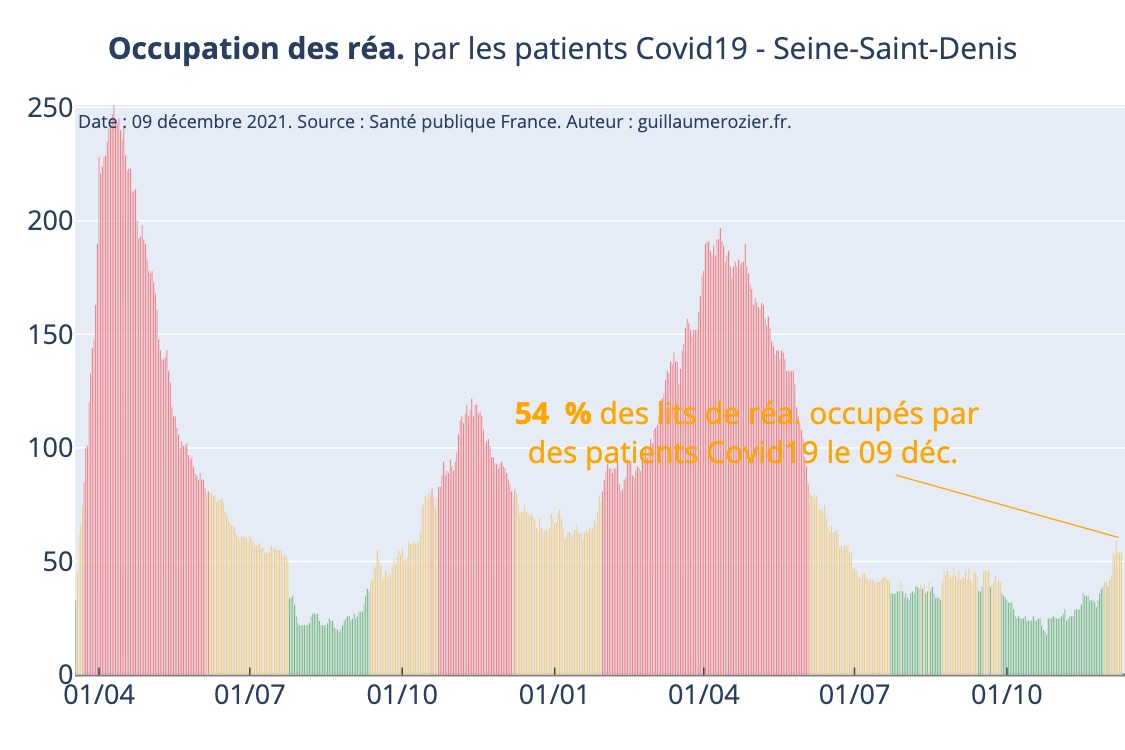 Occupation des réa. par les patients Covid19 - Seine-Saint-Denis
250
Date : 09 décembre 2021. Source : Santé publique France. Auteur : guillaumerozier.fr.
200
150
54 % des lits de réa. occupés par
100
des patients Covid19 le 09 déc.
50
0
01/04 01/07 01/10 01/01 01/04 01/07 01/10